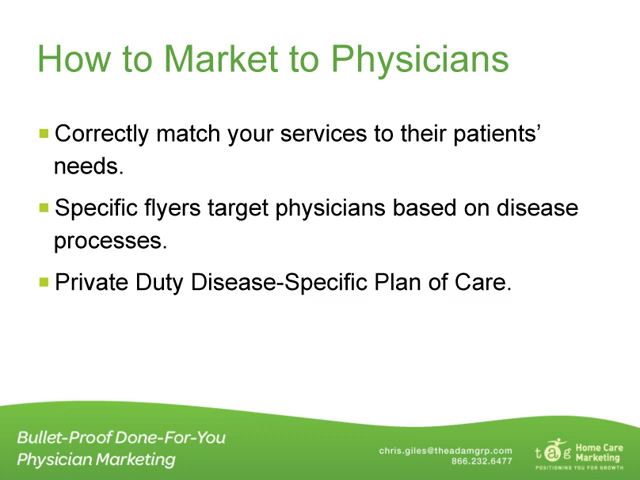 How to Market to Physicians
Correctly match your services to their patients’
needs.
Specific flyers target physicians based on disease
processes.
Private Duty Disease-Specific Plan of Care.
Bullet-Proof Done-For-You
Physician Marketing
chris.giles@theadamgrp.com
866.232.6477
tag
Home Care
Marketing
POSITIONING YOU FOR GROWTH